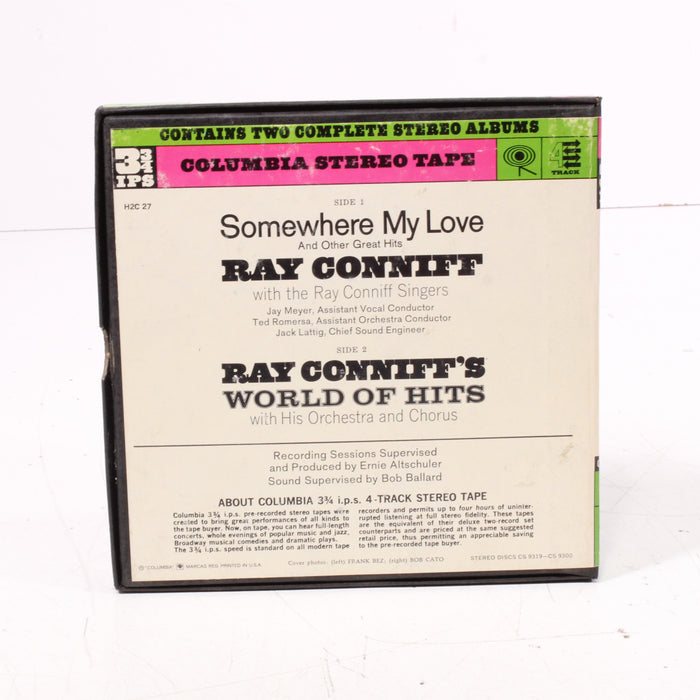 CONTAINS TWO COMPLETE STEREO ALBUMS
3 3/4 IPS
COLUMBIA STEREO TAPE
4 TRACK
H2C 27
SIDE 1
Somewhere My Love
And Other Great Hits
RAY CONNIFF
with the Ray Conniff Singers
Jay Meyer, Assistant Vocal Conductor
Ted Romersa, Assistant Orchestra Conductor
Jack Lattig, Chief Sound Engineer
SIDE 2
RAY CONNIFF'S
WORLD OF HITS
with His Orchestra and Chorus
Recording Sessions Supervised
and Produced by Ernie Altschuler
Sound Supervised by Bob Ballard
ABOUT COLUMBIA 3¾ i.p.s. 4-TRACK STEREO TAPE
Columbia 3¾ i.p.s. pre-recorded stereo tapes were
created to bring great performances of all kinds to
the tape buyer. Now, on tape, you can hear full-length
concerts, whole evenings of popular music and jazz,
Broadway musical comedies and dramatic plays.
The 3¾ i.p.s. speed is standard on all modern tape
recorders and permits up to four hours of uninter-
rupted listening at full stereo fidelity. These tapes
are the equivalent of their deluxe two-record set
counterparts and are priced at the same suggested
retail price, thus permitting an appreciable saving
to the pre-recorded tape buyer.
© "COLUMBIA" MARCAS REG. PRINTED IN U.S.A.
Cover photos: (left) FRANK BEZ; (right) BOB CATO
STEREO DISCS CS 9319—CS 9300